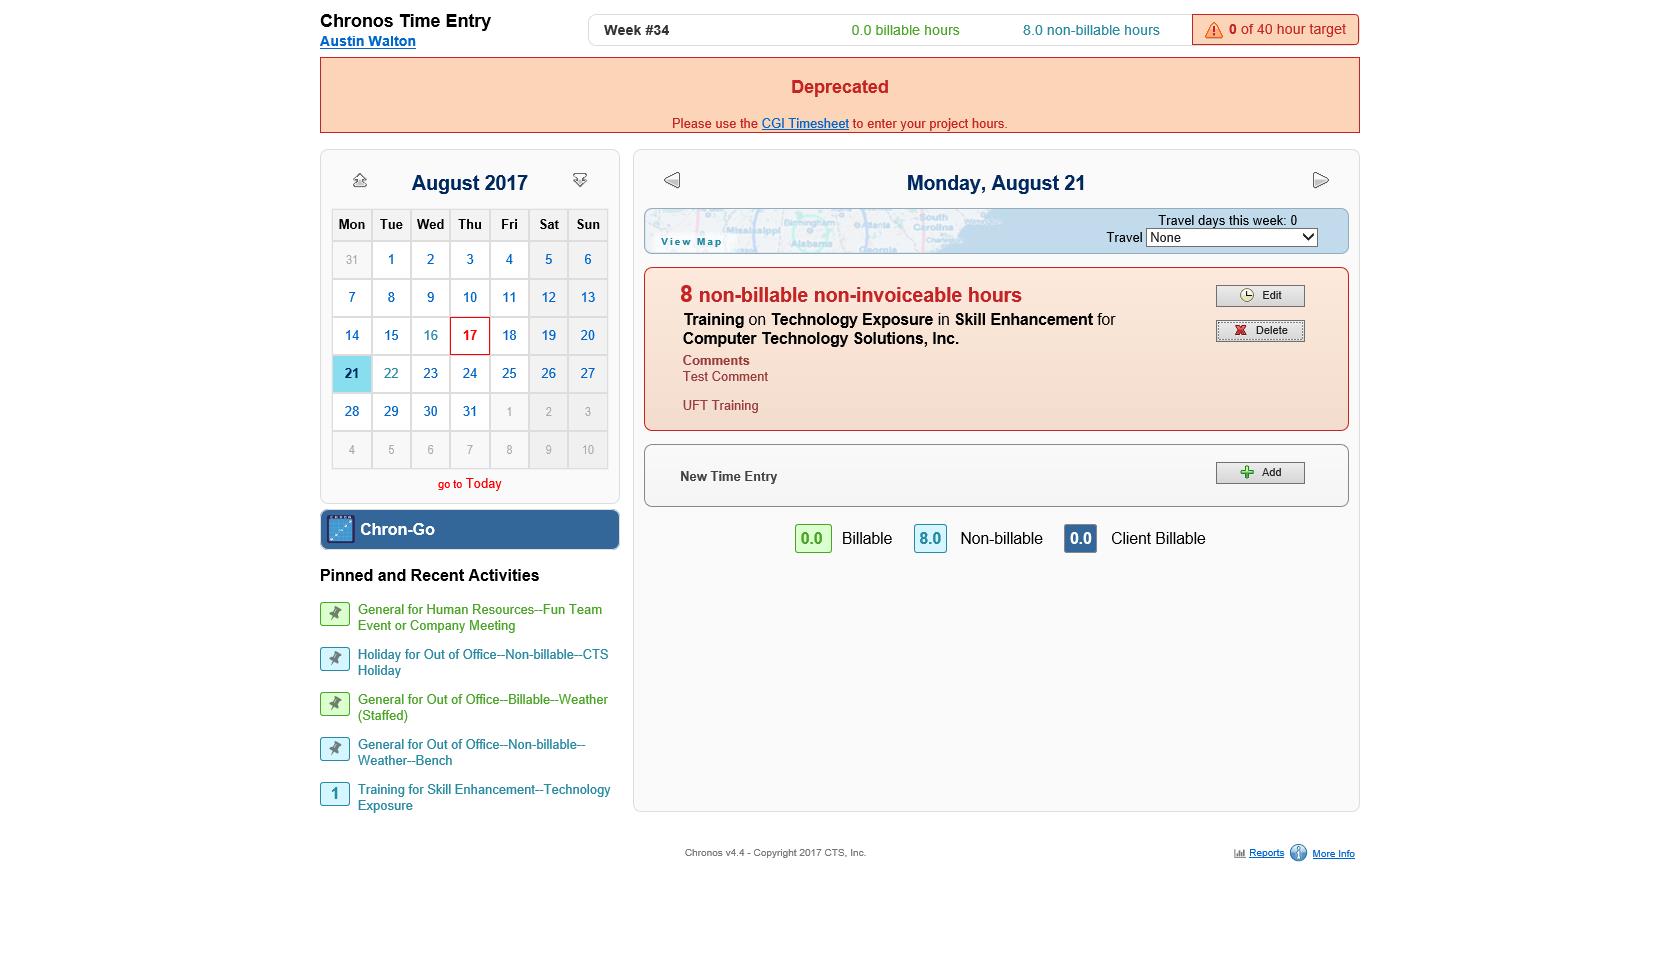 Chronos Time Entry
Austin Walton
Week #34
0.0 billable hours
8.0 non-billable hours
0 of 40 hour target
Deprecated
Please use the CGI Timesheet to enter your project hours.
August 2017
Mon Tue Wed Thu Fri Sat Sun
31 1 2 3 4 5 6
7 8 9 10 11 12 13
14 15 16 17 18 19 20
21 22 23 24 25 26 27
28 29 30 31 1 2 3
4 5 6 7 8 9 10
go to Today
Chron-Go
Pinned and Recent Activities
General for Human Resources--Fun Team
Event or Company Meeting
Holiday for Out of Office--Non-billable--CTS
Holiday
General for Out of Office--Billable--Weather
(Staffed)
General for Out of Office--Non-billable--
Weather--Bench
1 Training for Skill Enhancement--Technology
Exposure
Monday, August 21
Mississippi
Birmingham
Alabama
Atlanta
Georgia
South
Carolina
View Map
Travel days this week: 0
Travel None
8 non-billable non-invoiceable hours
Training on Technology Exposure in Skill Enhancement for
Computer Technology Solutions, Inc.
Comments
Test Comment
UFT Training
Edit
Delete
New Time Entry
Add
0.0 Billable 8.0 Non-billable 0.0 Client Billable
Chronos v4.4 - Copyright 2017 CTS, Inc.
Reports
More Info